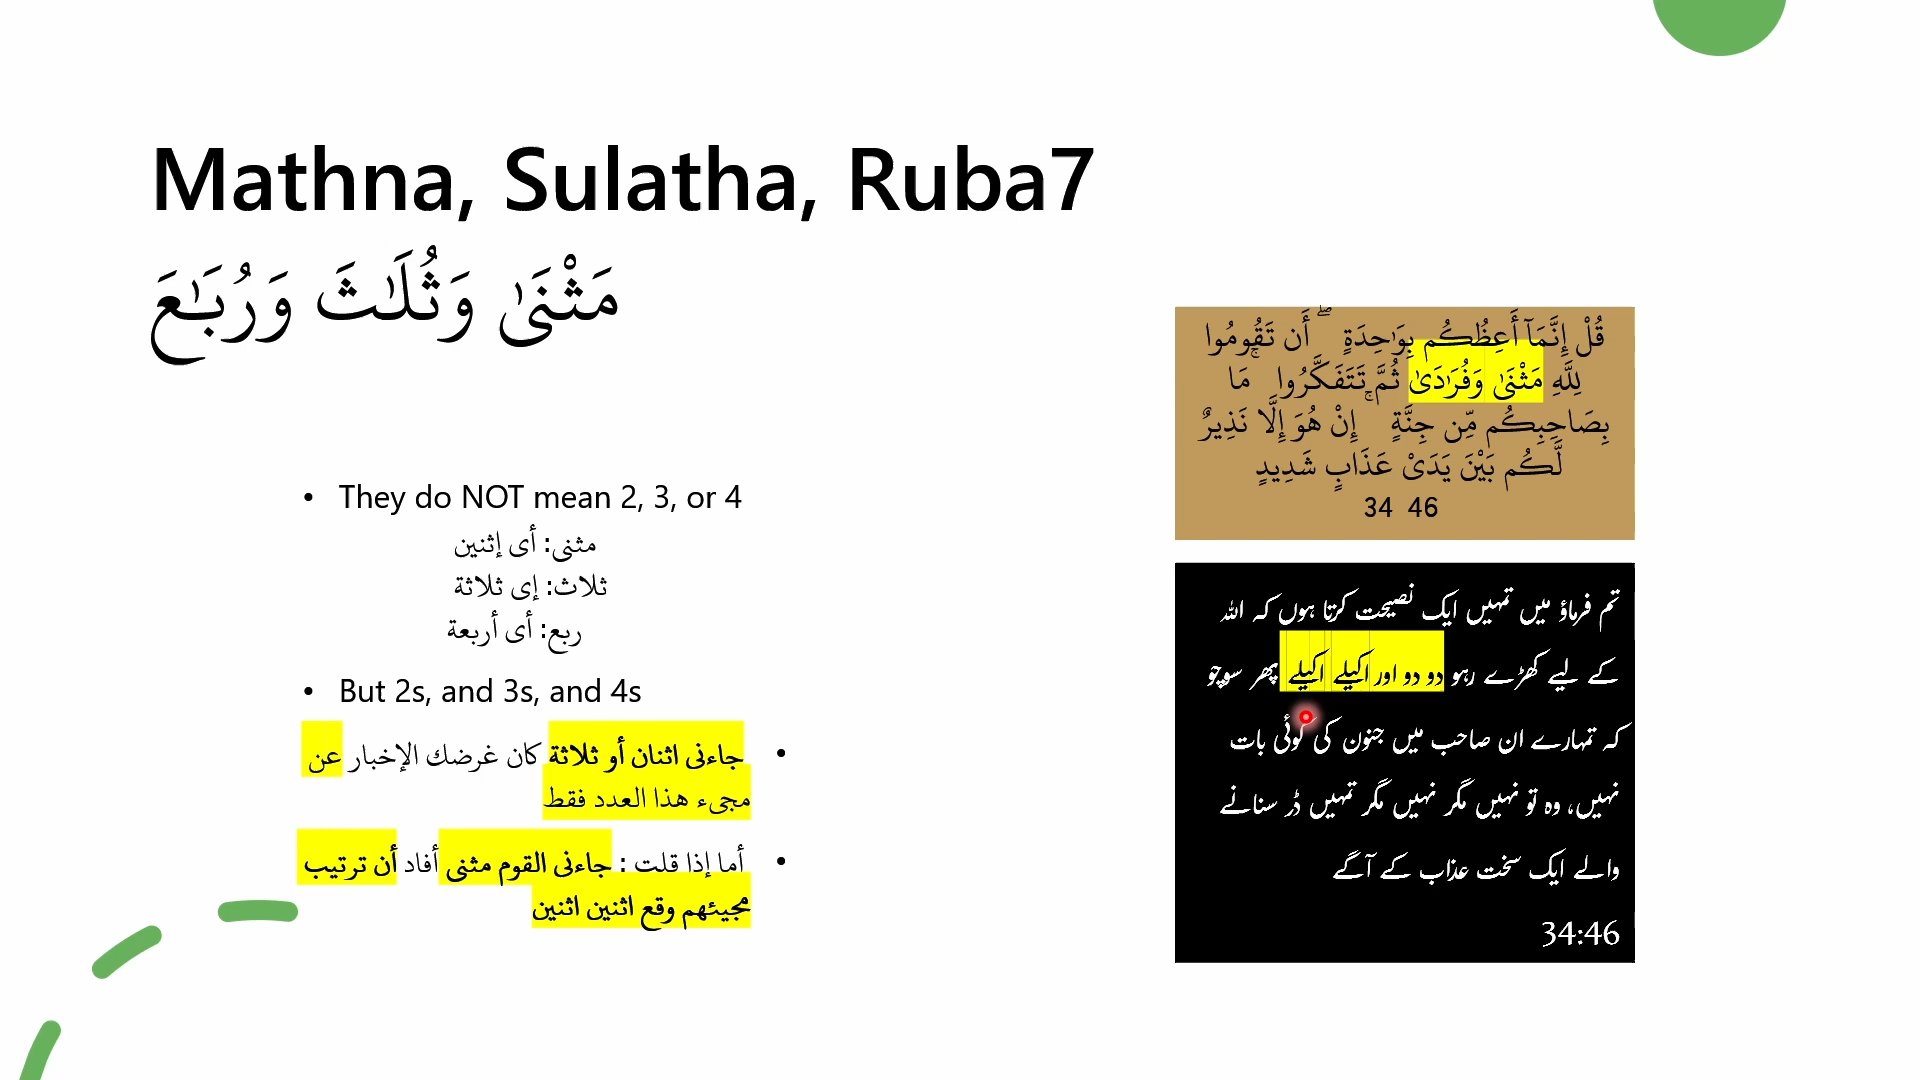 Mathna, Sulatha, Ruba7
مَثْنَىٰ وَثُلَٰثَ وَرُبَٰعَ
• They do NOT mean 2, 3, or 4
مثنى: أى إثنين
ثلاث: إى ثلاثة
ربع: أى أربعة
• But 2s, and 3s, and 4s
• جاءنى اثنان أو ثلاثة كان غرضك الإخبار عن
مجىء هذا العدد فقط
• أما إذا قلت : جاءنى القوم مثنى أفاد أن ترتيب
مجيئهم وقع اثنين اثنين
قُلْ إِنَّمَآ أَعِظُكُم بِوَٰحِدَةٍ ۖ أَن تَقُومُوا
لِلَّهِ مَثْنَىٰ وَفُرَٰدَىٰ ثُمَّ تَتَفَكَّرُوا ۚ مَا
بِصَاحِبِكُم مِّن جِنَّةٍ ۚ إِنْ هُوَ إِلَّا نَذِيرٌ
لَّكُم بَيْنَ يَدَىْ عَذَابٍ شَدِيدٍ
34 46
تم فرماؤ میں تمہیں ایک نصیحت کرتا ہوں کہ اللہ
کے لیے کھڑے رہو دو دو اور اکیلے اکیلے پھر سوچو
کہ تمہارے ان صاحب میں جنون کی کوئی بات
نہیں، وہ تو نہیں مگر نہیں مگر تمہیں ڈر سنانے
والے ایک سخت عذاب کے آگے
34:46